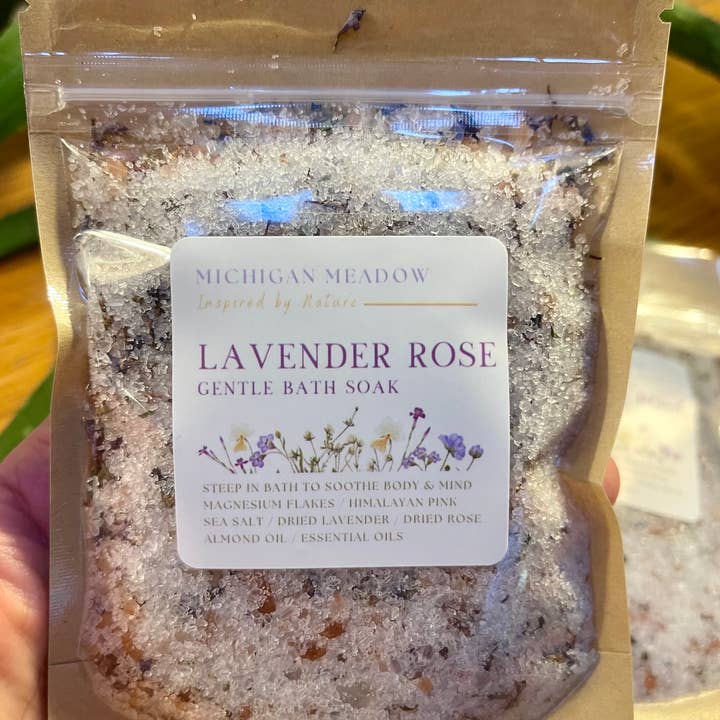 MICHIGAN MEADOW
Inspired by Nature
LAVENDER ROSE
GENTLE BATH SOAK
STEEP IN BATH TO SOOTHE BODY & MIND
MAGNESIUM FLAKES / HIMALAYAN PINK
SEA SALT / DRIED LAVENDER / DRIED ROSE
ALMOND OIL / ESSENTIAL OILS